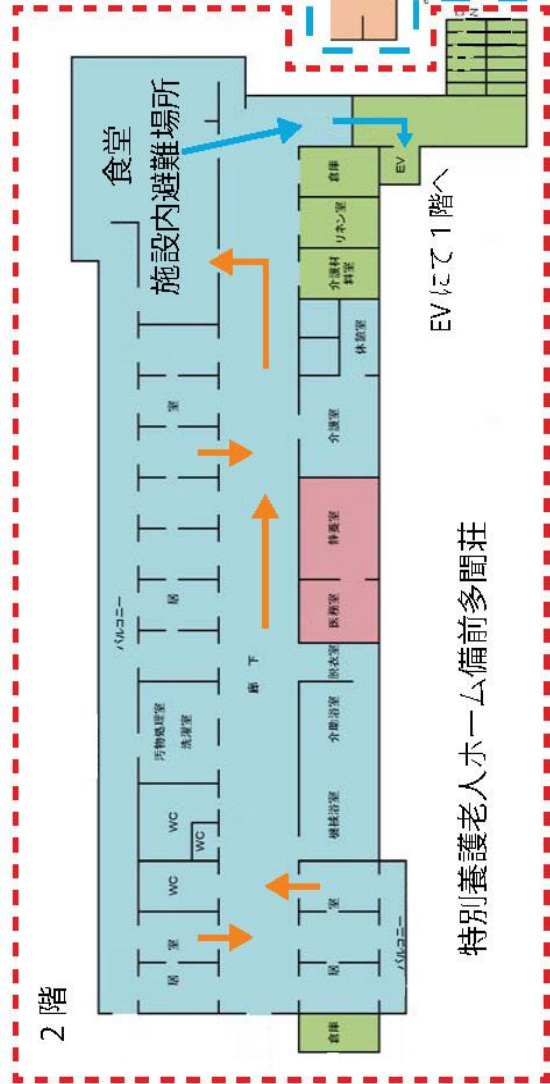 2階
食堂
施設内避難場所
バルコニー
居
室
WC
WC
WC
汚物処理室
洗濯室
居
室
廊
下
倉庫
居
室
バルコニー
機械浴室
介助浴室
脱衣室
医務室
静養室
介護室
休憩室
介護材
料室
リネン室
倉庫
EV
EVにて1階へ
特別養護老人ホーム備前多聞荘